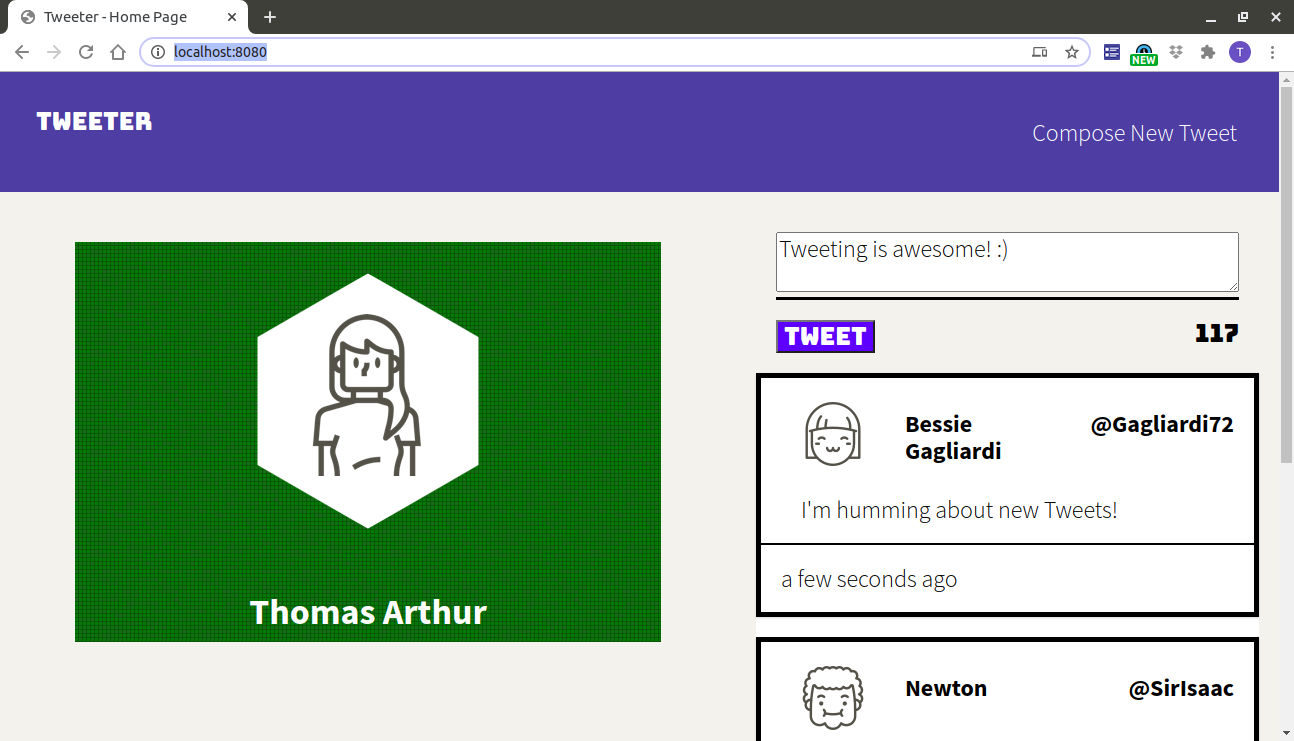 Tweeter - Home Page
localhost:8080
NEW
T
TWEETER
Compose New Tweet
Thomas Arthur
Tweeting is awesome! :)
TWEET
117
Bessie Gagliardi
@Gagliardi72
I'm humming about new Tweets!
a few seconds ago
Newton
@SirIsaac